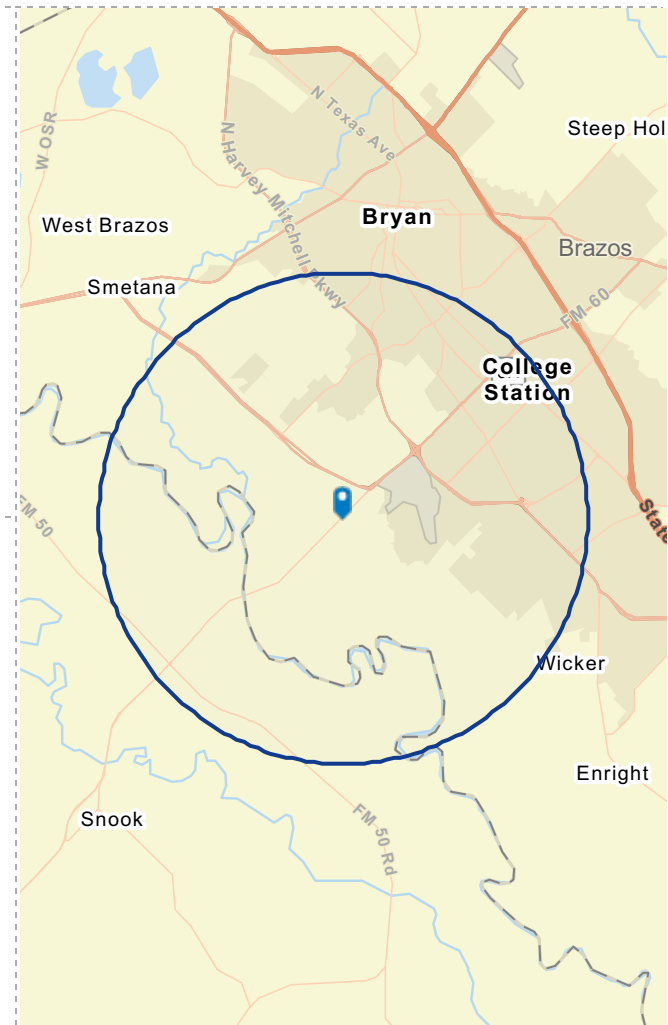 N Texas Ave
Steep Hol
W OSR
N Harvey Mitchell Pkwy
Bryan
West Brazos
Brazos
Smetana
FM 60
College
Station
FM 50
State
Wicker
Enright
Snook
FM 50 Rd